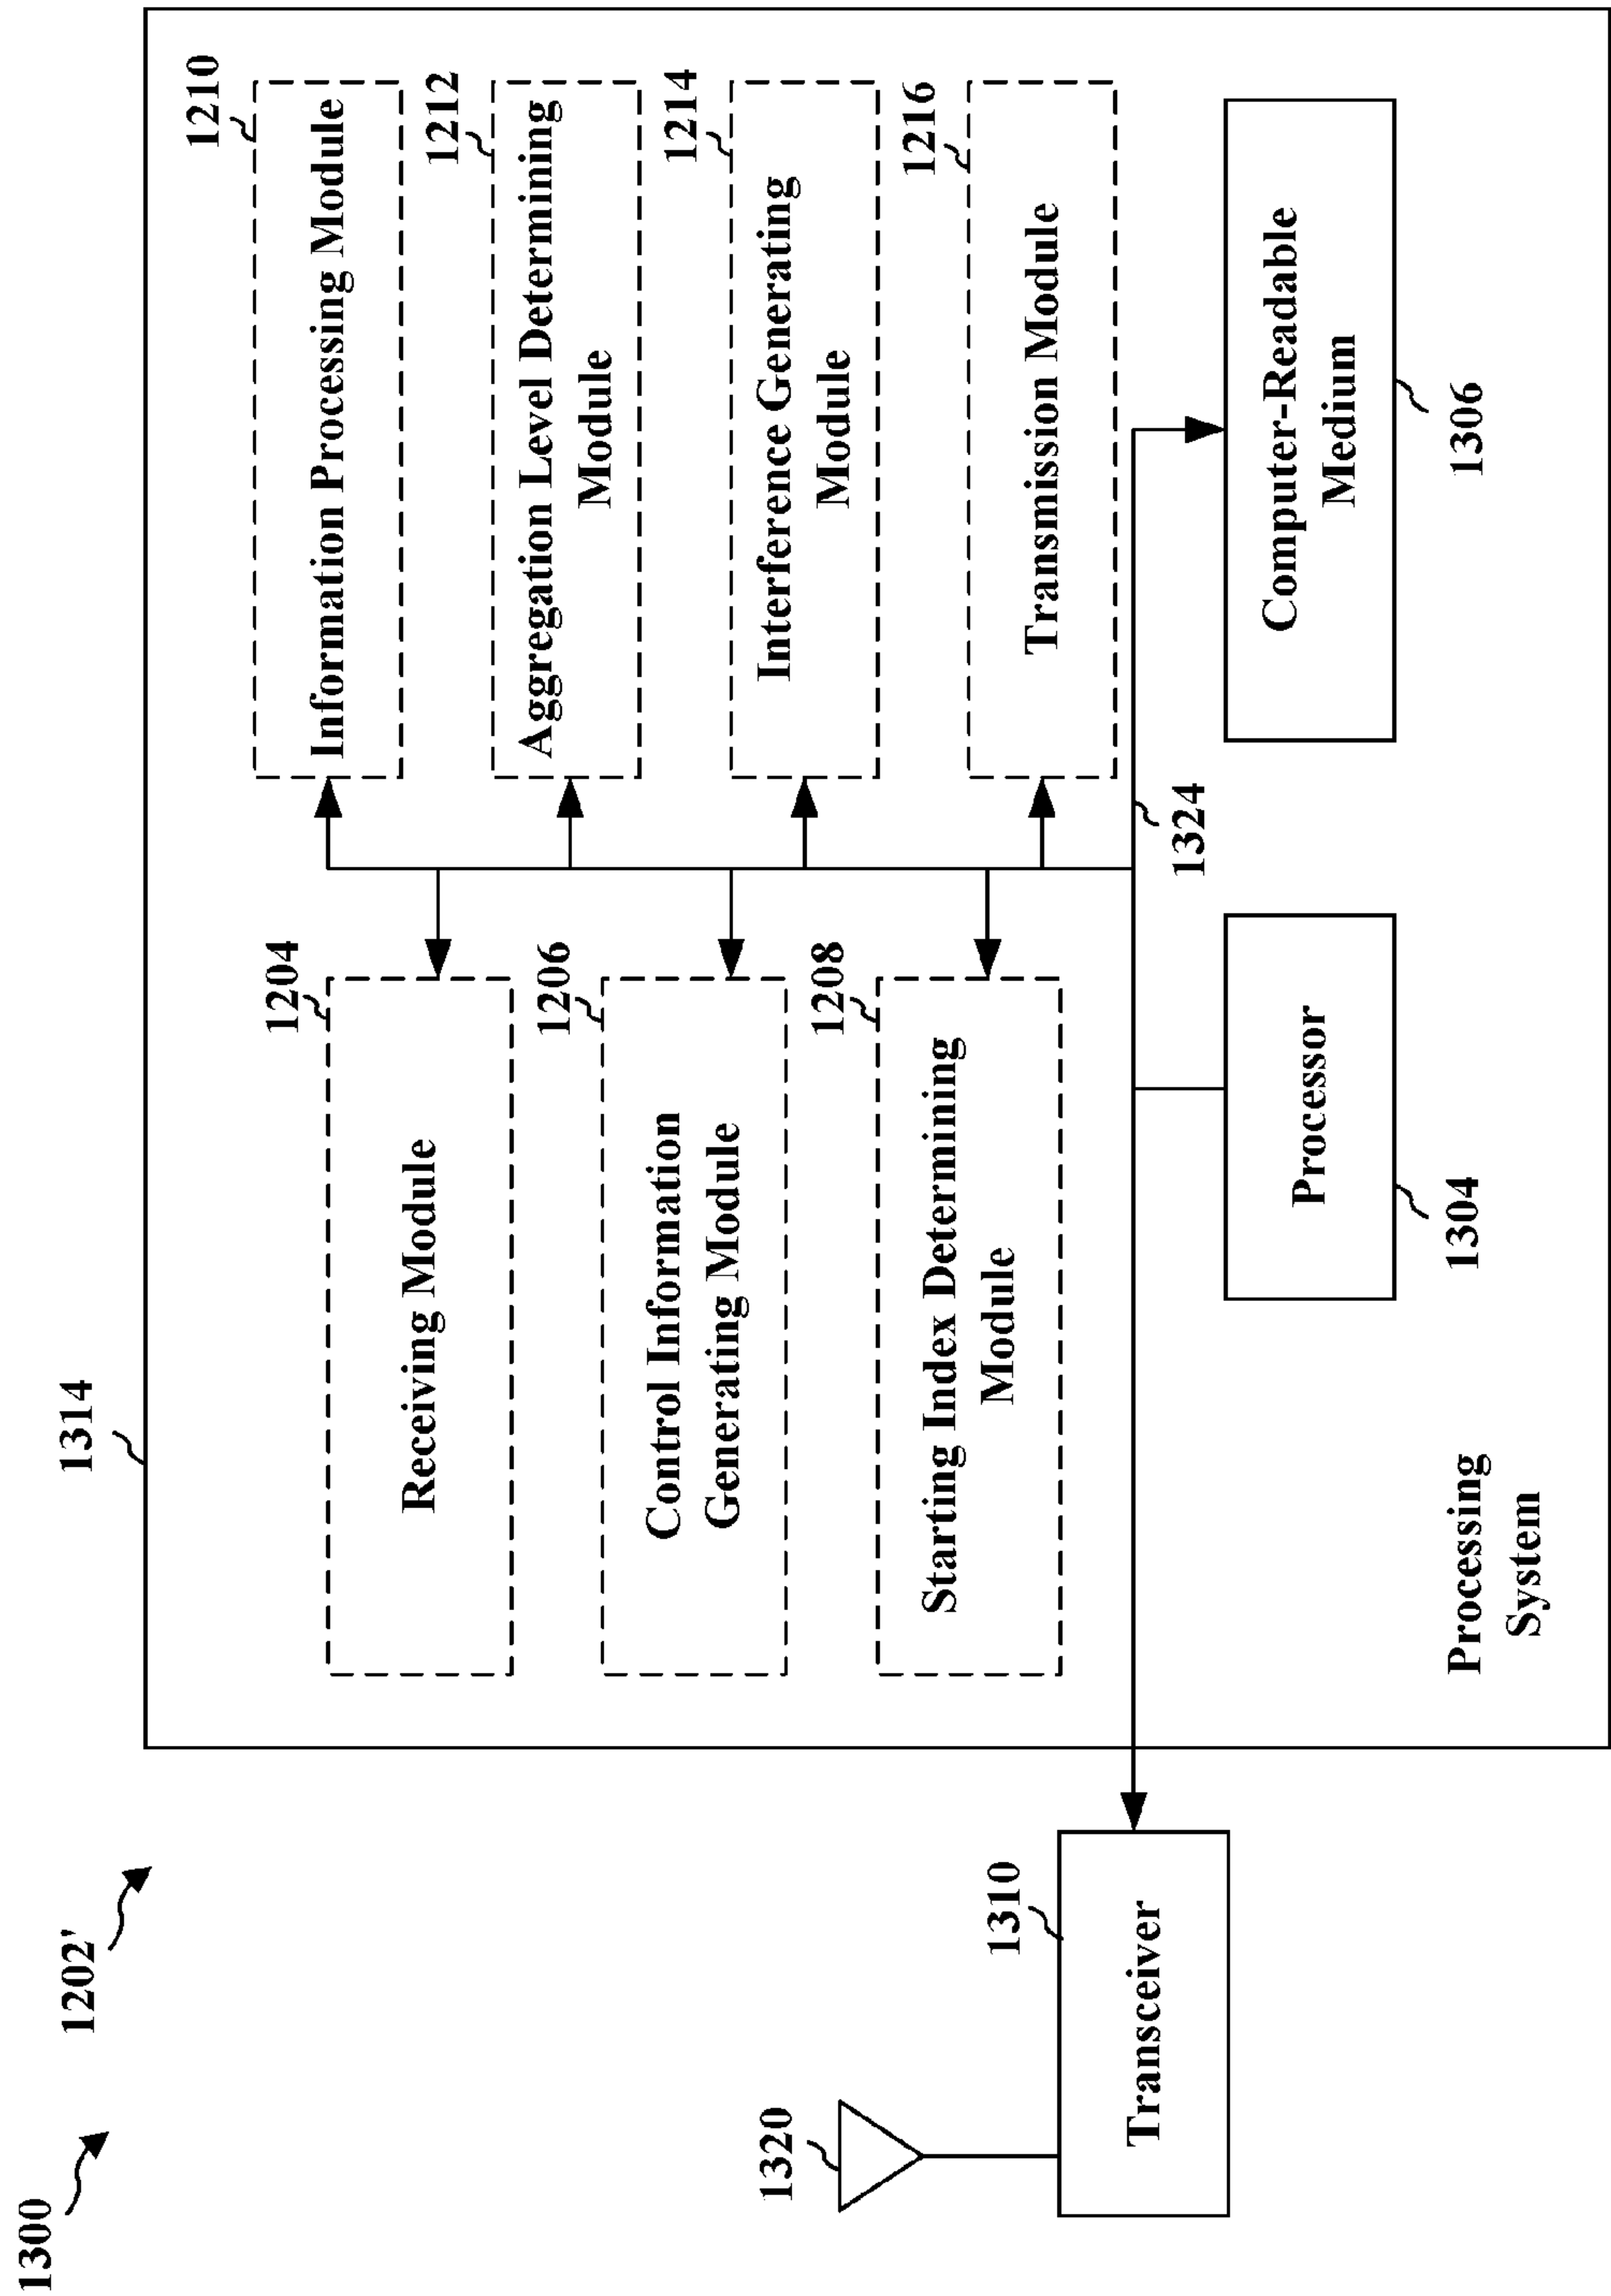 1300
1202'
1314
1204
Receiving Module
1206
Control Information
Generating Module
1208
Starting Index Determining
Module
1210
Information Processing Module
1212
Aggregation Level Determining
Module
1214
Interference Generating
Module
1216
Transmission Module
1324
1320
1310
Transceiver
Processor
1304
Computer-Readable
Medium
1306
Processing
System